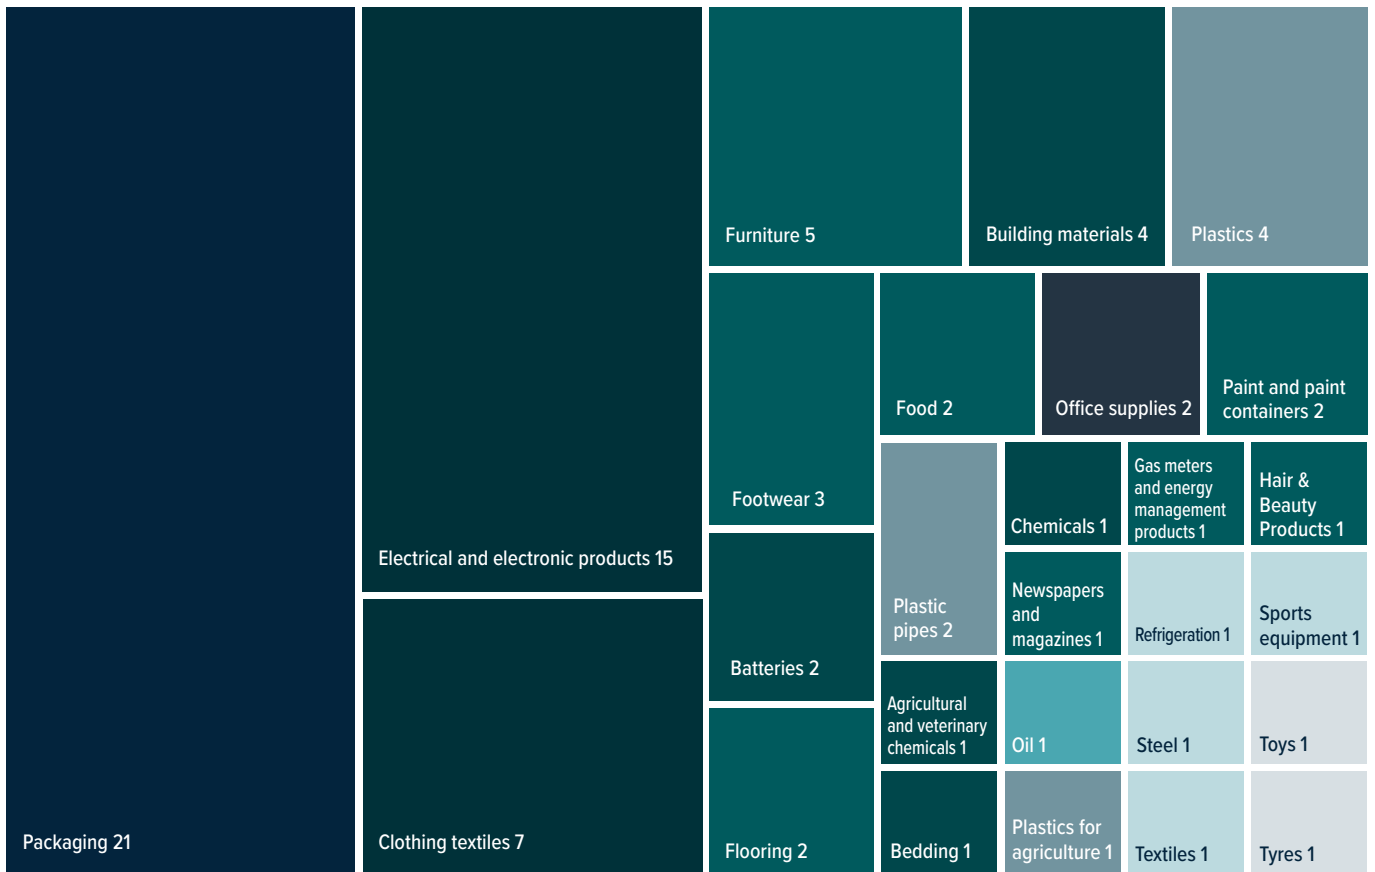 Packaging 21
Electrical and electronic products 15
Clothing textiles 7
Furniture 5
Building materials 4
Plastics 4
Footwear 3
Batteries 2
Flooring 2
Food 2
Office supplies 2
Paint and paint
containers 2
Plastic
pipes 2
Chemicals 1
Gas meters
and energy
management
products 1
Hair &
Beauty
Products 1
Newspapers
and
magazines 1
Refrigeration 1
Sports
equipment 1
Agricultural
and veterinary
chemicals 1
Oil 1
Steel 1
Toys 1
Bedding 1
Plastics for
agriculture 1
Textiles 1
Tyres 1